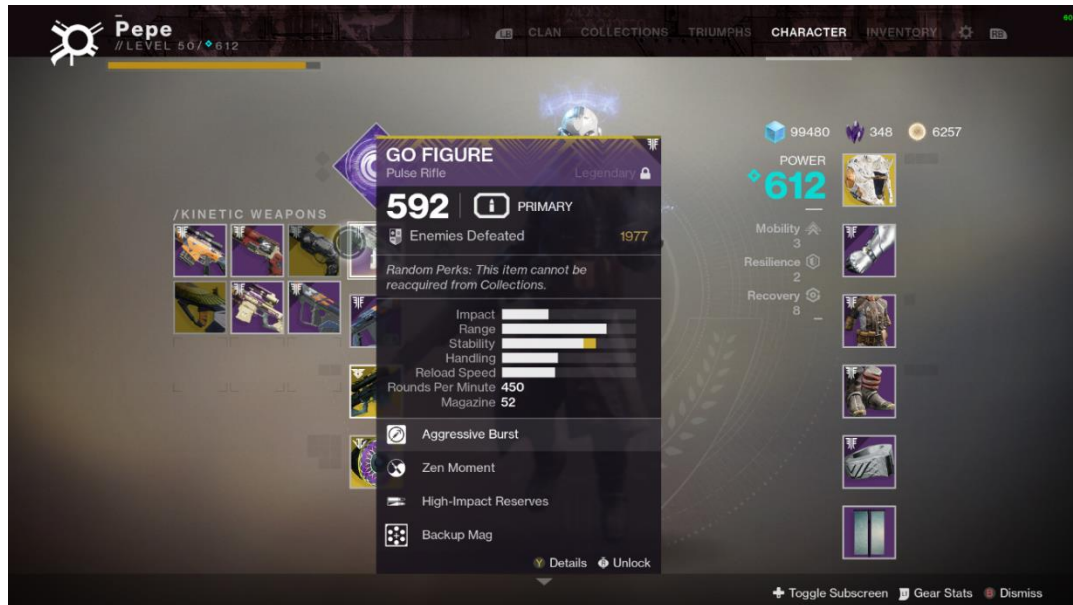 Pepe
//LEVEL 50/ 612
LB CLAN COLLECTIONS TRIUMPHS CHARACTER INVENTORY RB
60
99480 348 6257
POWER
612
Mobility
3
Resilience
2
Recovery
8
/KINETIC WEAPONS
GO FIGURE
Pulse Rifle Legendary
592 PRIMARY
Enemies Defeated 1977
Random Perks: This item cannot be
reacquired from Collections.
Impact
Range
Stability
Handling
Reload Speed
Rounds Per Minute 450
Magazine 52
Aggressive Burst
Zen Moment
High-Impact Reserves
Backup Mag
Y Details Unlock
Toggle Subscreen Gear Stats B Dismiss